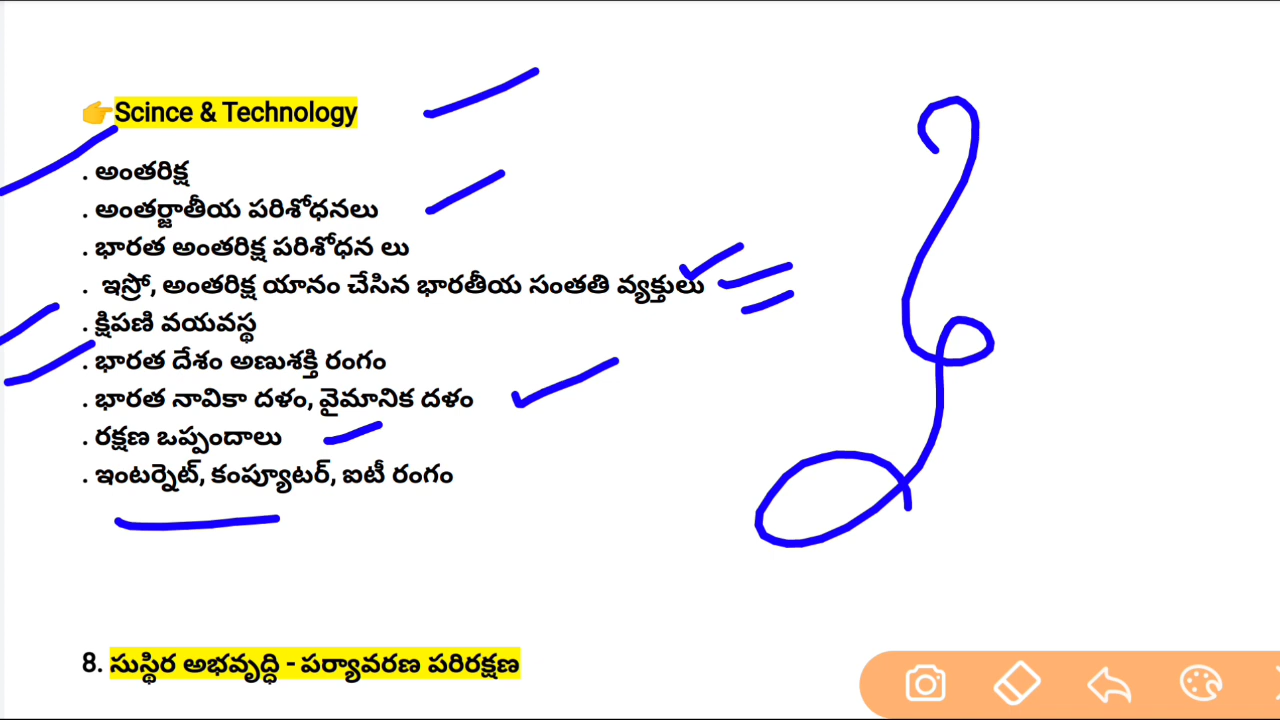 👉Scince & Technology
. అంతరిక్ష
. అంతర్జాతీయ పరిశోధనలు
. భారత అంతరిక్ష పరిశోధన లు
. ఇస్రో, అంతరిక్ష యానం చేసిన భారతీయ సంతతి వ్యక్తులు
. క్షిపణి వయవస్థ
. భారత దేశం అణుశక్తి రంగం
. భారత నావికా దళం, వైమానిక దళం
. రక్షణ ఒప్పందాలు
. ఇంటర్నెట్, కంప్యూటర్, ఐటీ రంగం
8. సుస్థిర అభవృద్ధి - పర్యావరణ పరిరక్షణ